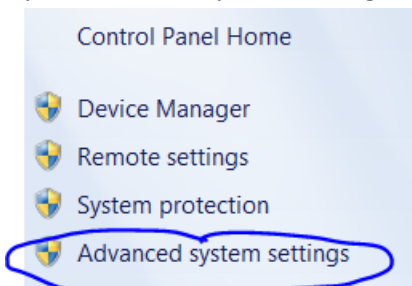 Control Panel Home
Device Manager
Remote settings
System protection
Advanced system settings